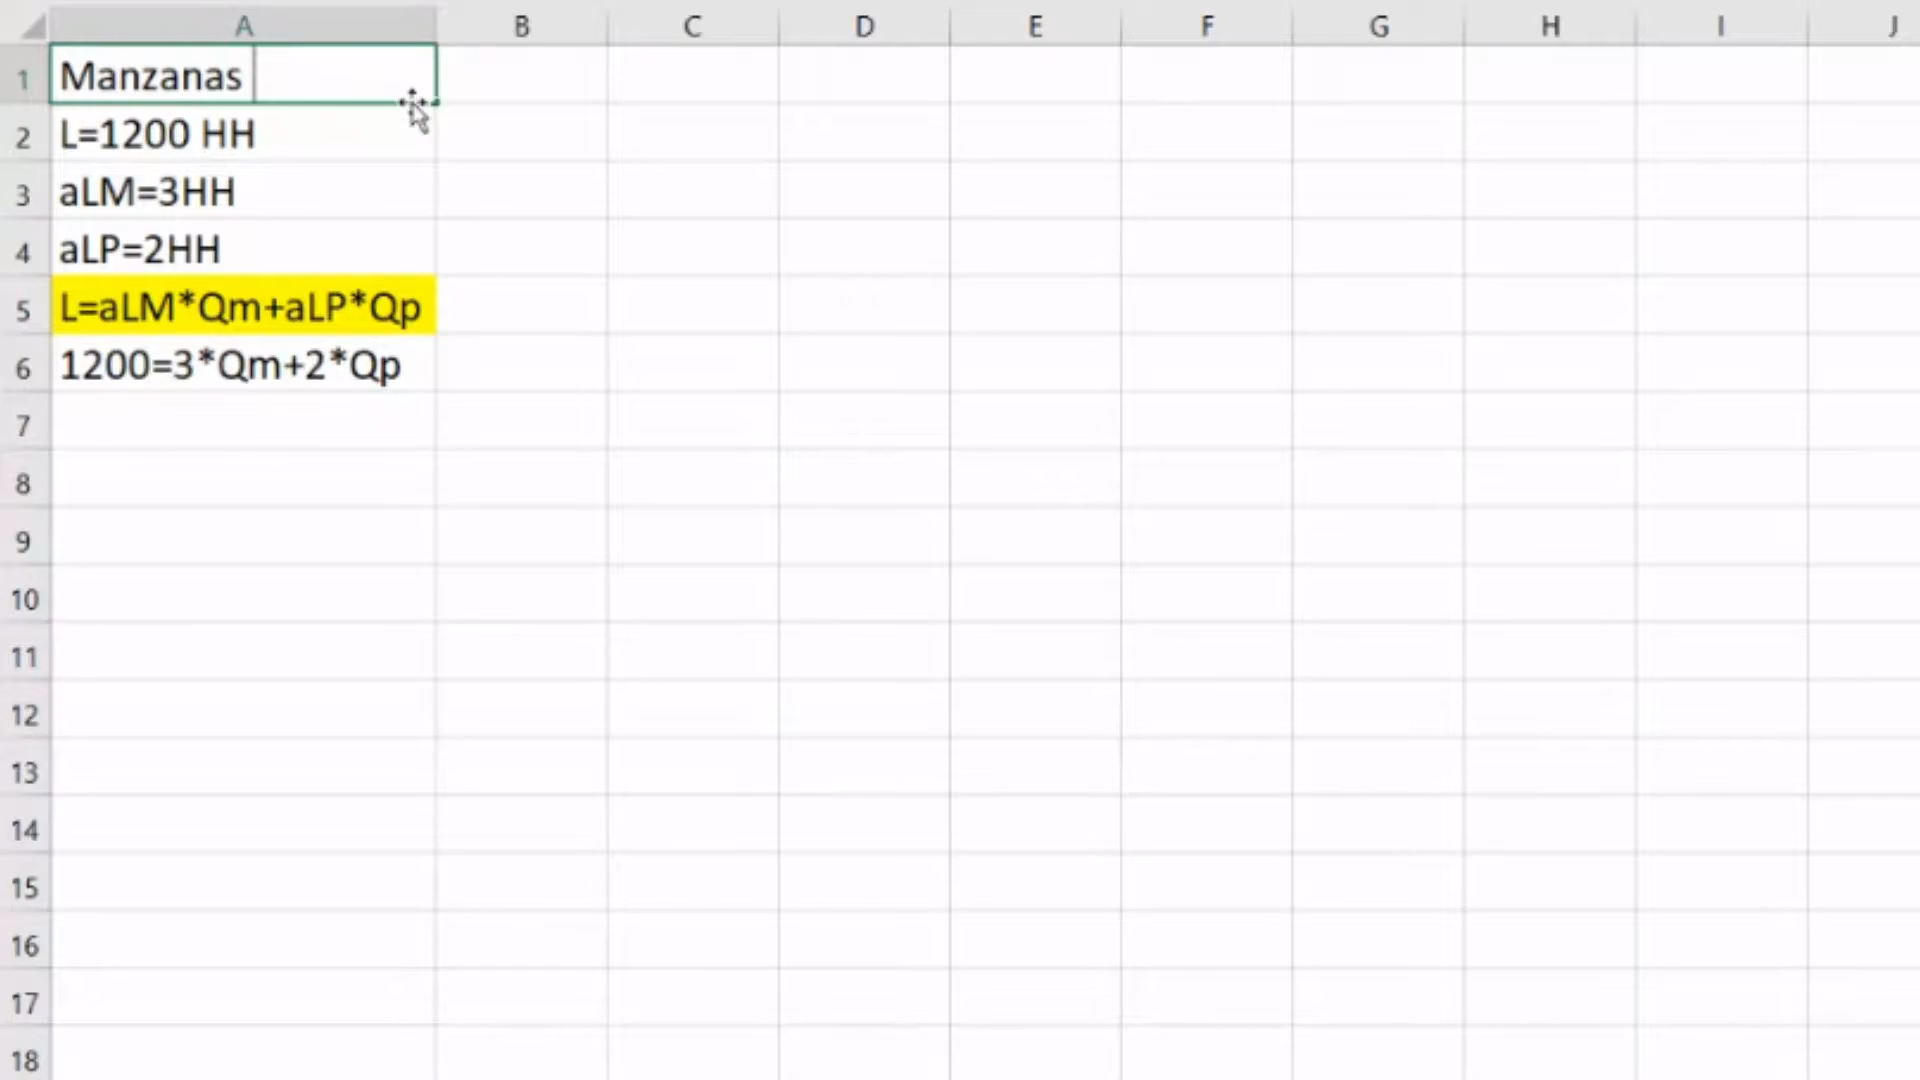 A B C D E F G H I J
1 Manzanas
2 L=1200 HH
3 aLM=3HH
4 aLP=2HH
5 L=aLM*Qm+aLP*Qp
6 1200=3*Qm+2*Qp
7
8
9
10
11
12
13
14
15
16
17
18